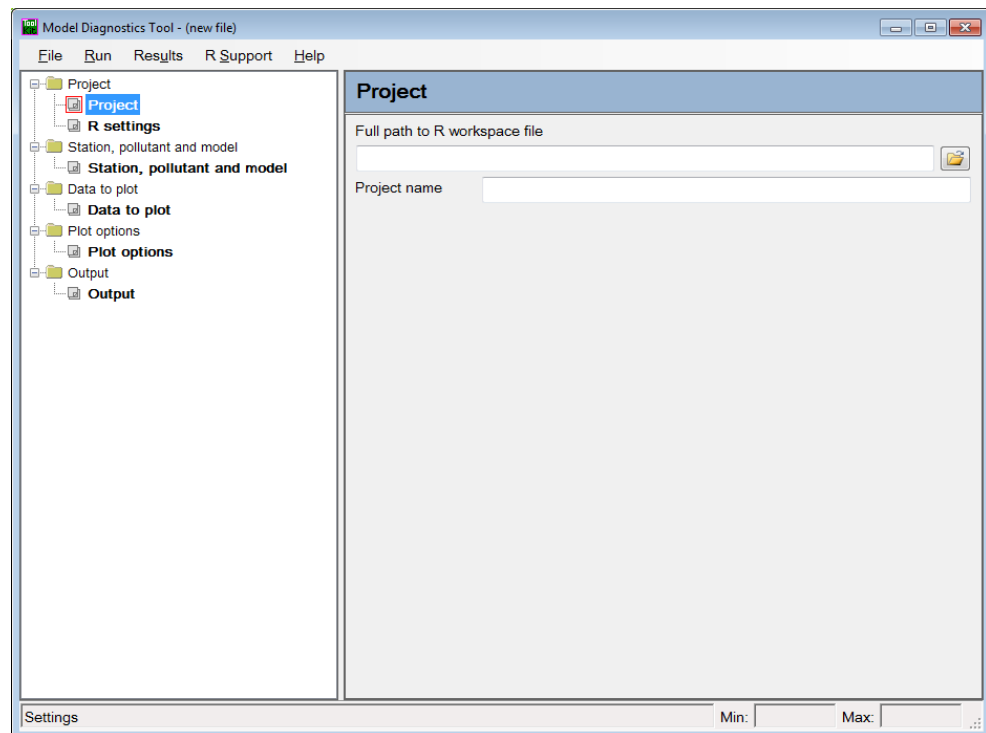 Tool Kit Model Diagnostics Tool - (new file)
File Run Results R Support Help
Project
Project
R settings
Station, pollutant and model
Station, pollutant and model
Data to plot
Data to plot
Plot options
Plot options
Output
Output
Project
Full path to R workspace file
Project name
Settings Min: Max: